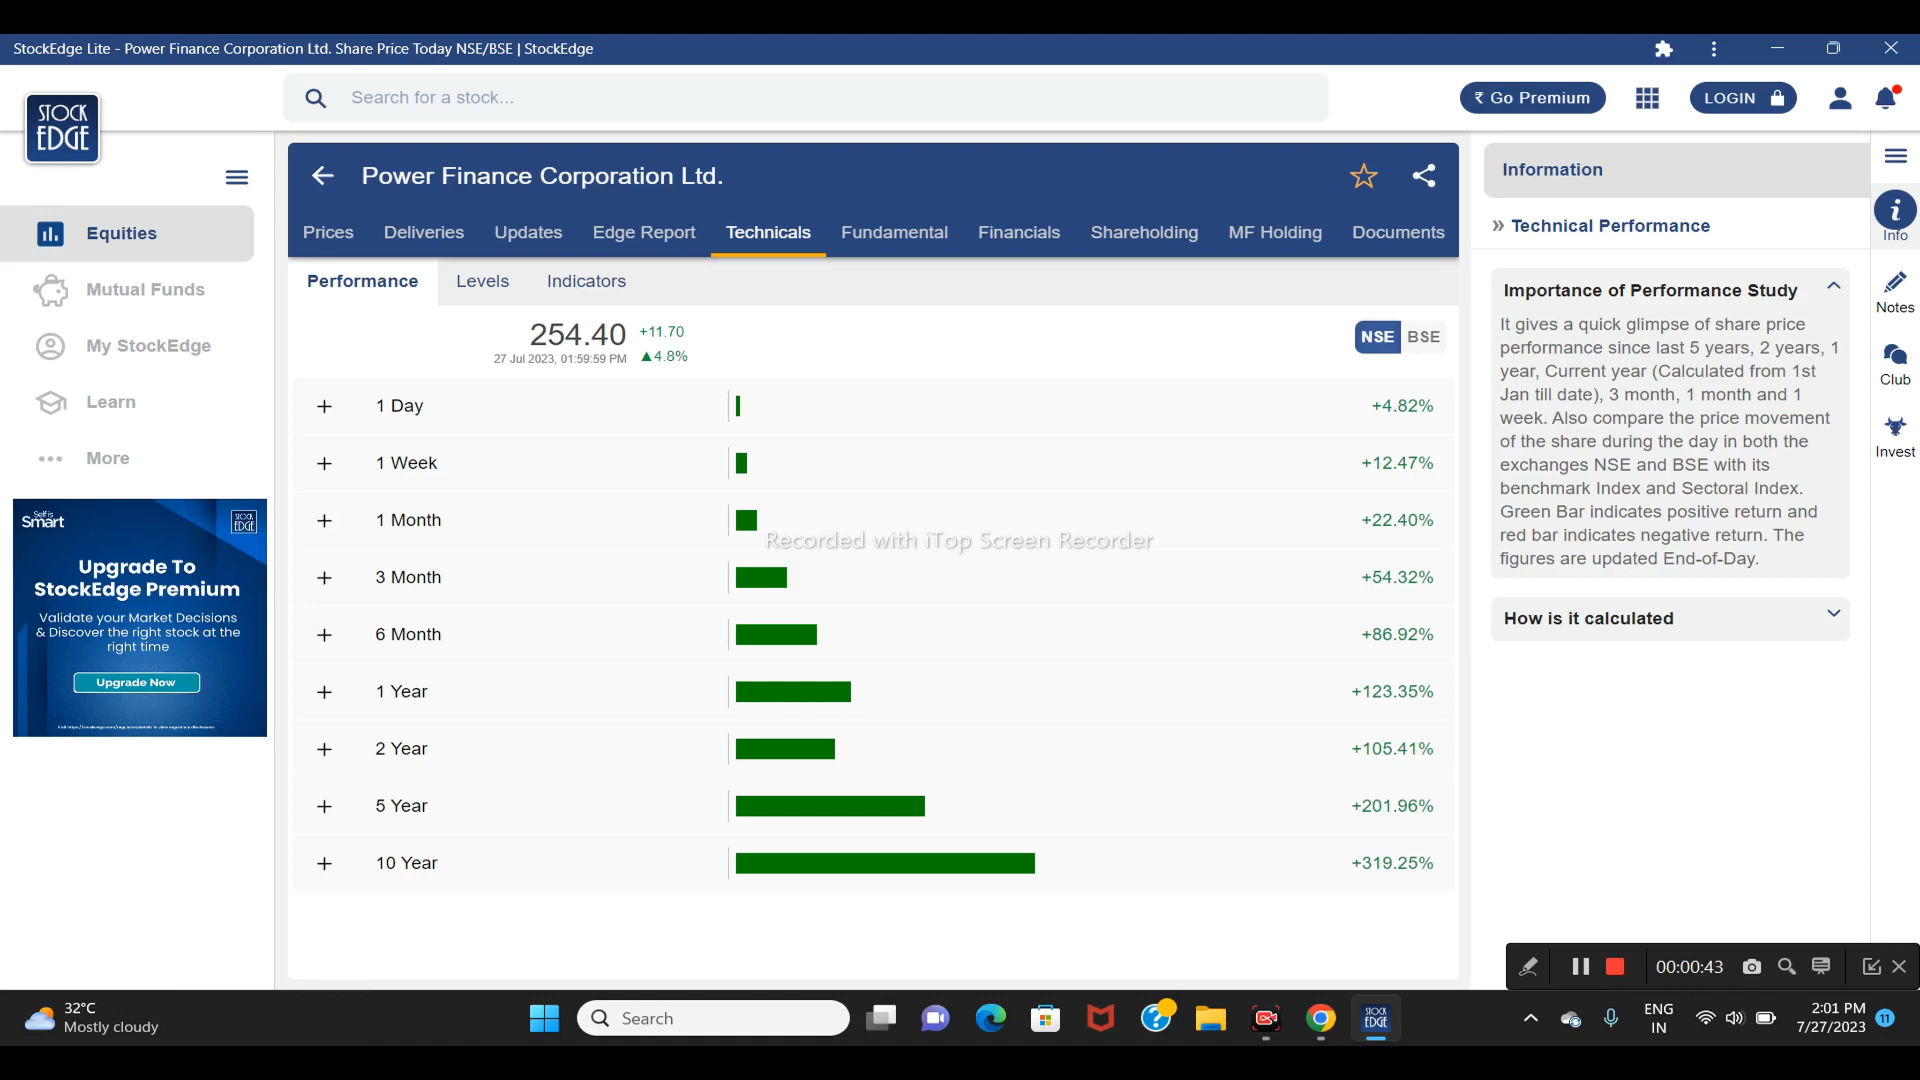 StockEdge Lite - Power Finance Corporation Ltd. Share Price Today NSE/BSE | StockEdge
STOCK
EDGE
Search for a stock...
₹ Go Premium
LOGIN
Equities
Mutual Funds
My StockEdge
Learn
More
Self is
Smart
STOCK
EDGE
Upgrade To
StockEdge Premium
Validate your Market Decisions
& Discover the right stock at the
right time
Upgrade Now
Power Finance Corporation Ltd.
Prices Deliveries Updates Edge Report Technicals Fundamental Financials Shareholding MF Holding Documents
Performance Levels Indicators
254.40 +11.70
27 Jul 2023, 01:59:59 PM ▲4.8%
NSE BSE
+ 1 Day +4.82%
+ 1 Week +12.47%
+ 1 Month +22.40%
Recorded with iTop Screen Recorder
+ 3 Month +54.32%
+ 6 Month +86.92%
+ 1 Year +123.35%
+ 2 Year +105.41%
+ 5 Year +201.96%
+ 10 Year +319.25%
Information
» Technical Performance
Importance of Performance Study
It gives a quick glimpse of share price
performance since last 5 years, 2 years, 1
year, Current year (Calculated from 1st
Jan till date), 3 month, 1 month and 1
week. Also compare the price movement
of the share during the day in both the
exchanges NSE and BSE with its
benchmark Index and Sectoral Index.
Green Bar indicates positive return and
red bar indicates negative return. The
figures are updated End-of-Day.
How is it calculated
Info
Notes
Club
Invest
00:00:43
32°C
Mostly cloudy
Search
STOCK
EDGE
ENG
IN
2:01 PM
7/27/2023
11